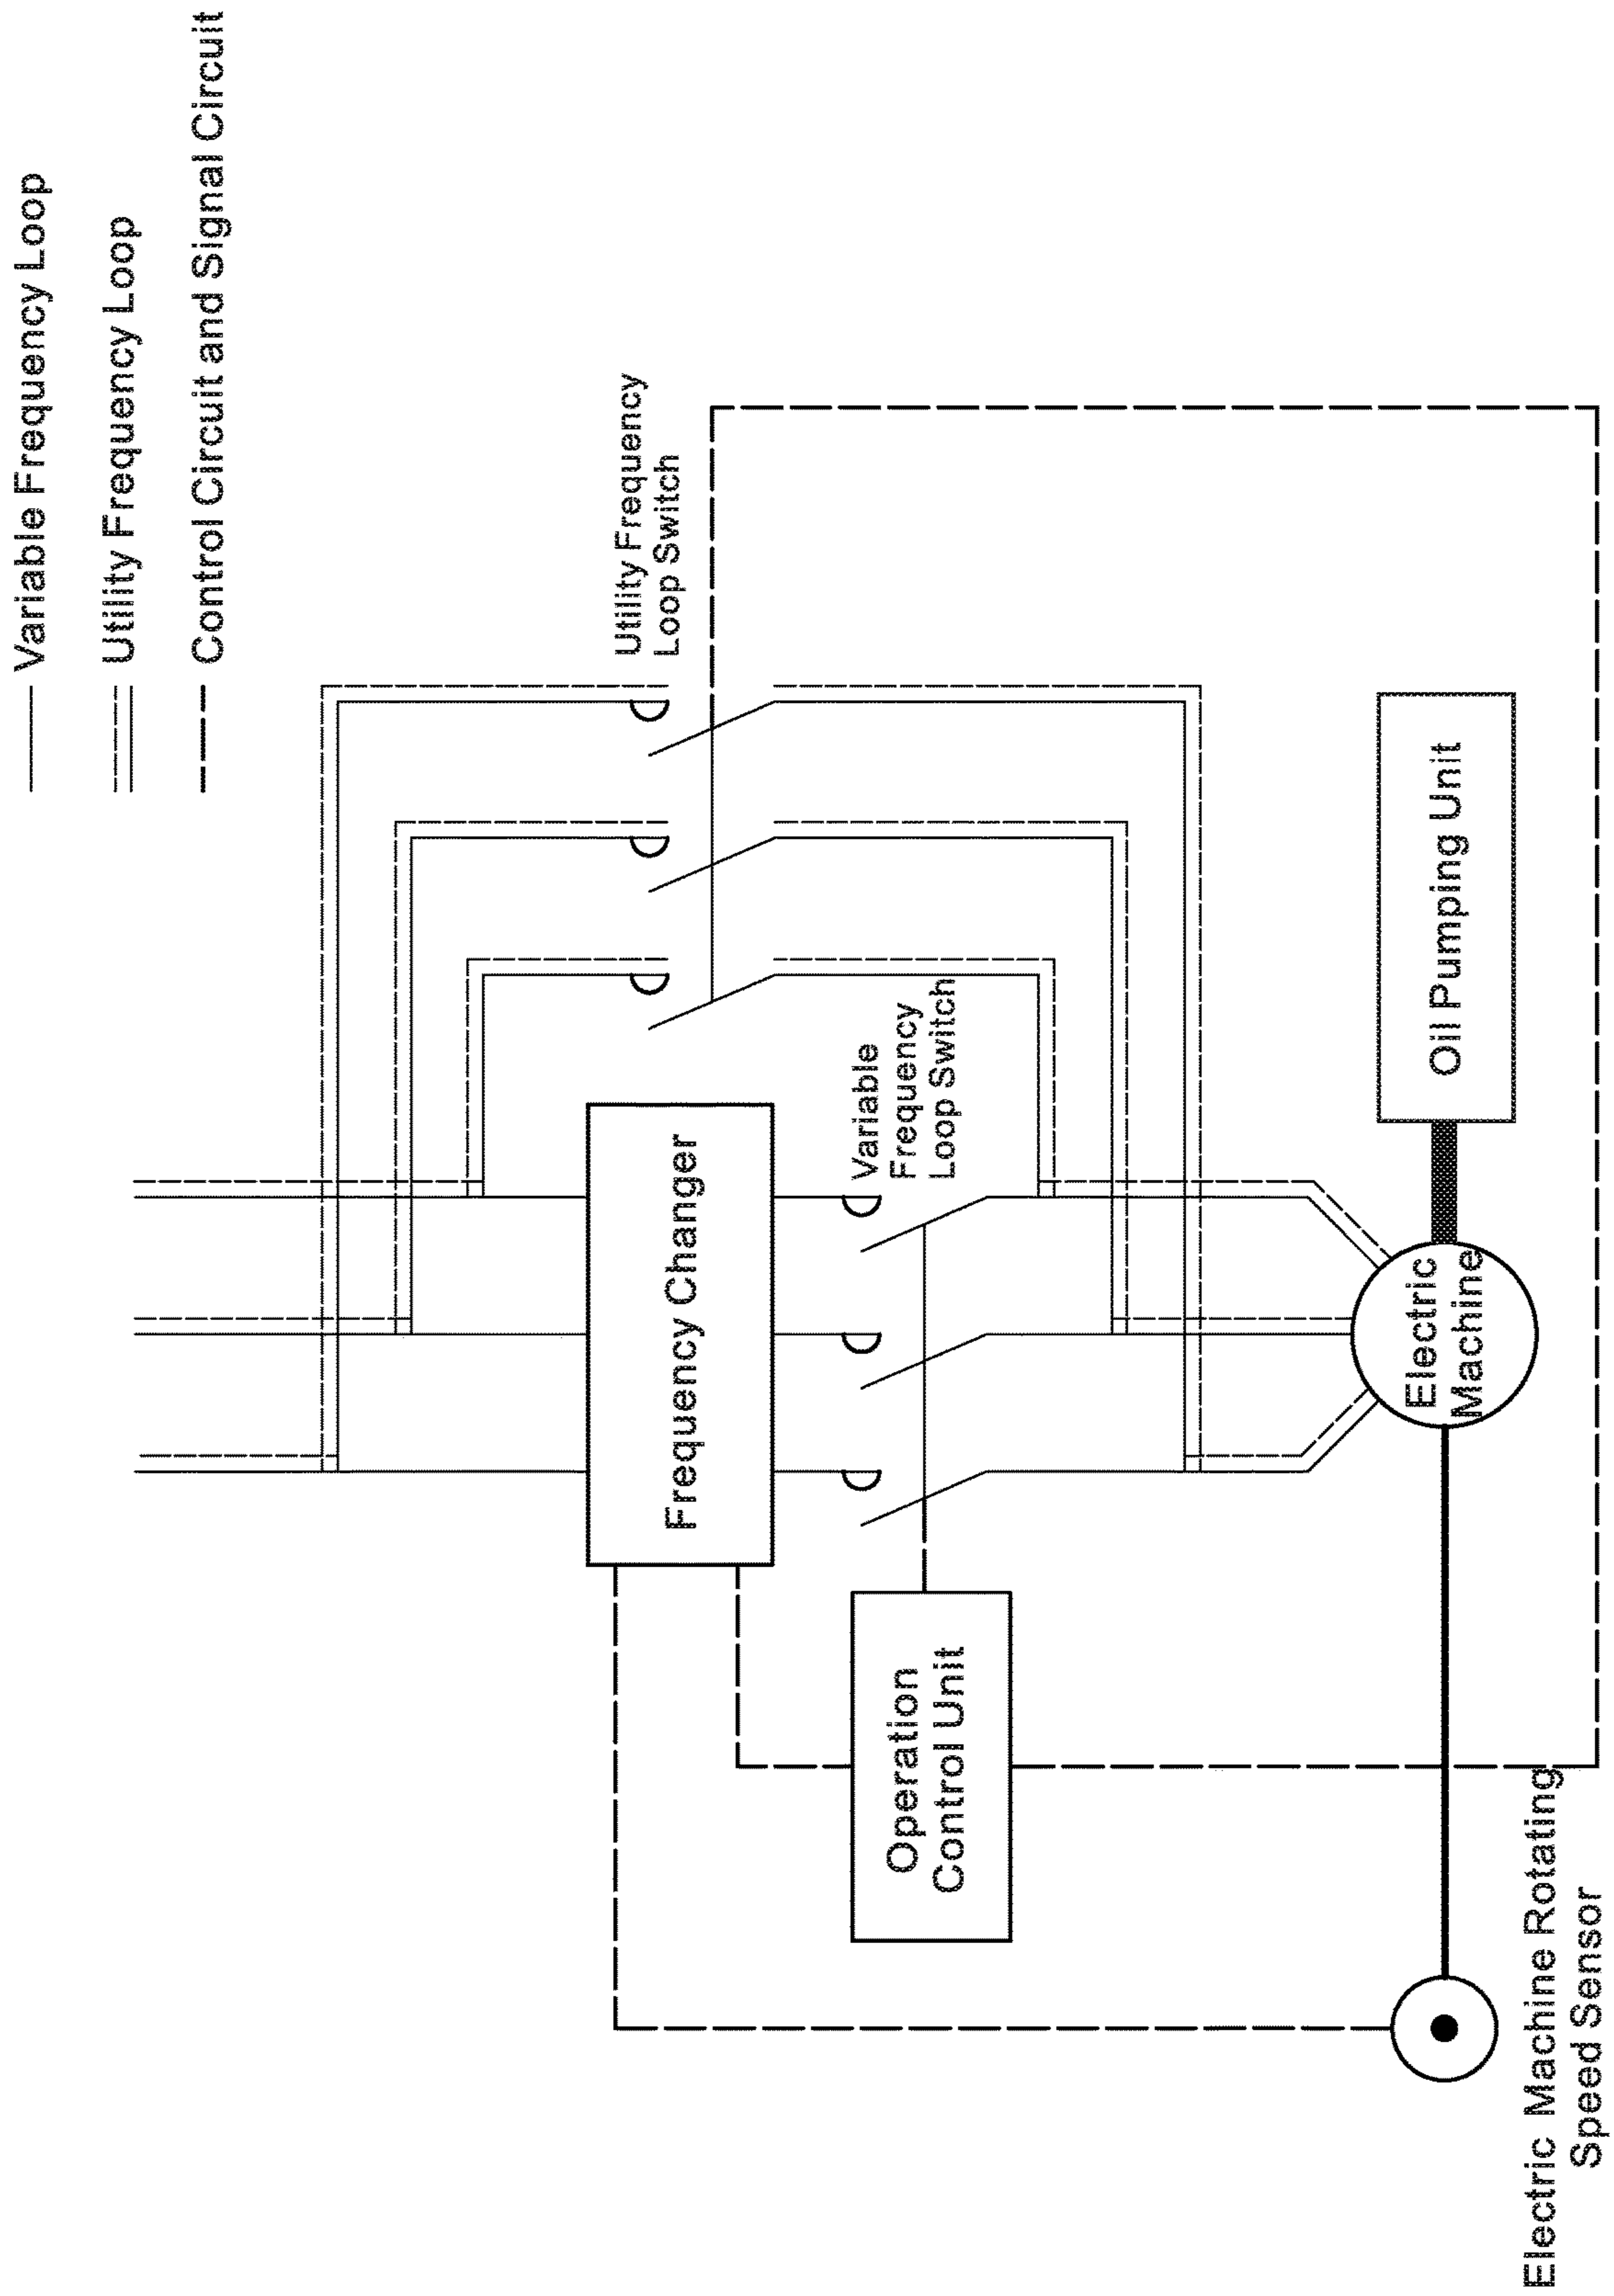 Variable Frequency Loop
Utility Frequency Loop
Control Circuit and Signal Circuit
Utility Frequency
Loop Switch
Frequency Changer
Variable
Frequency
Loop Switch
Operation
Control Unit
Electric
Machine
Oil Pumping Unit
Electric Machine Rotating
Speed Sensor